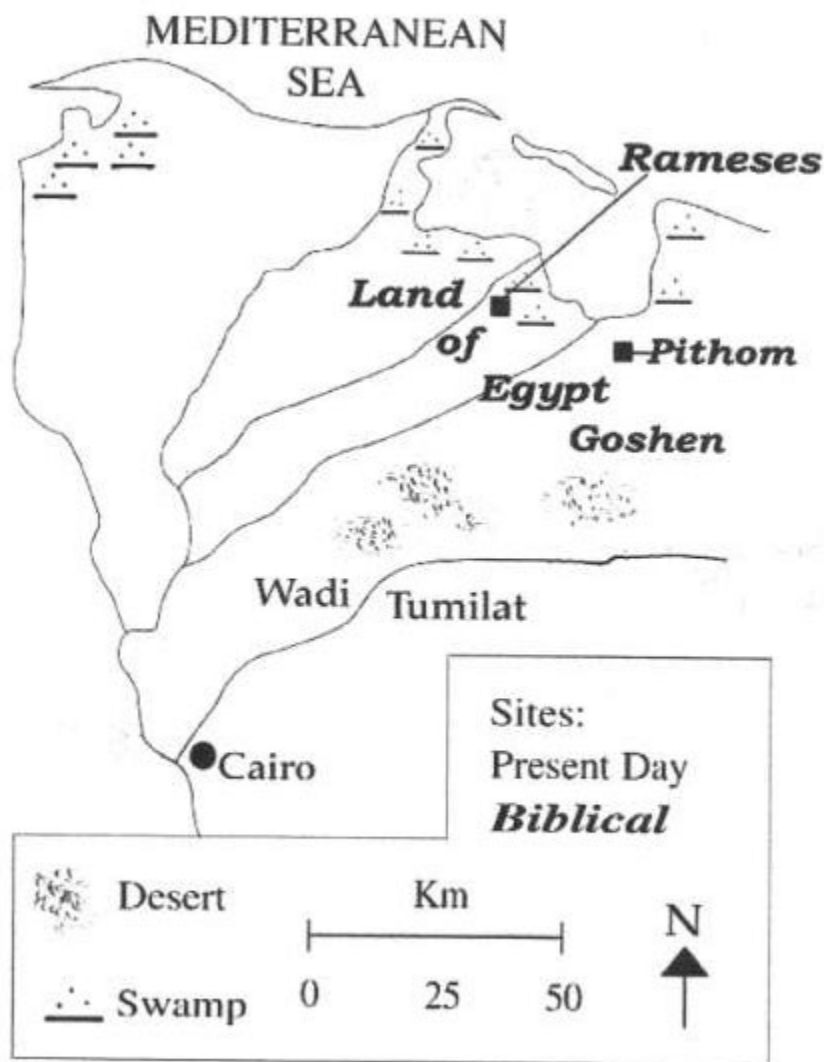 MEDITERRANEAN
SEA
Rameses
Land
of
Egypt
Pithom
Goshen
Wadi
Tumilat
Cairo
Sites:
Present Day
Biblical
Desert
Swamp
Km
0 25 50
N